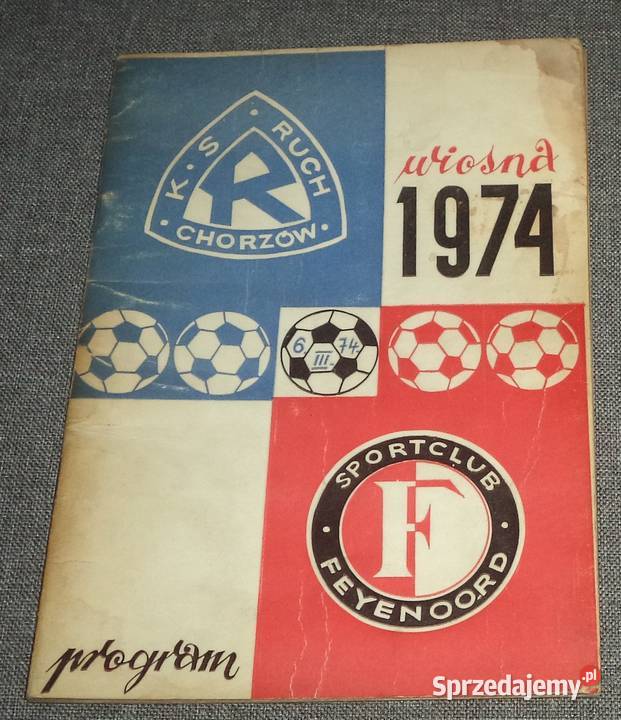 K·S·RUCH
·CHORZÓW·
R
wiosna
1974
6. III. 74.
SPORTCLUB
F
·FEYENOORD·
program
Sprzedajemy.pl